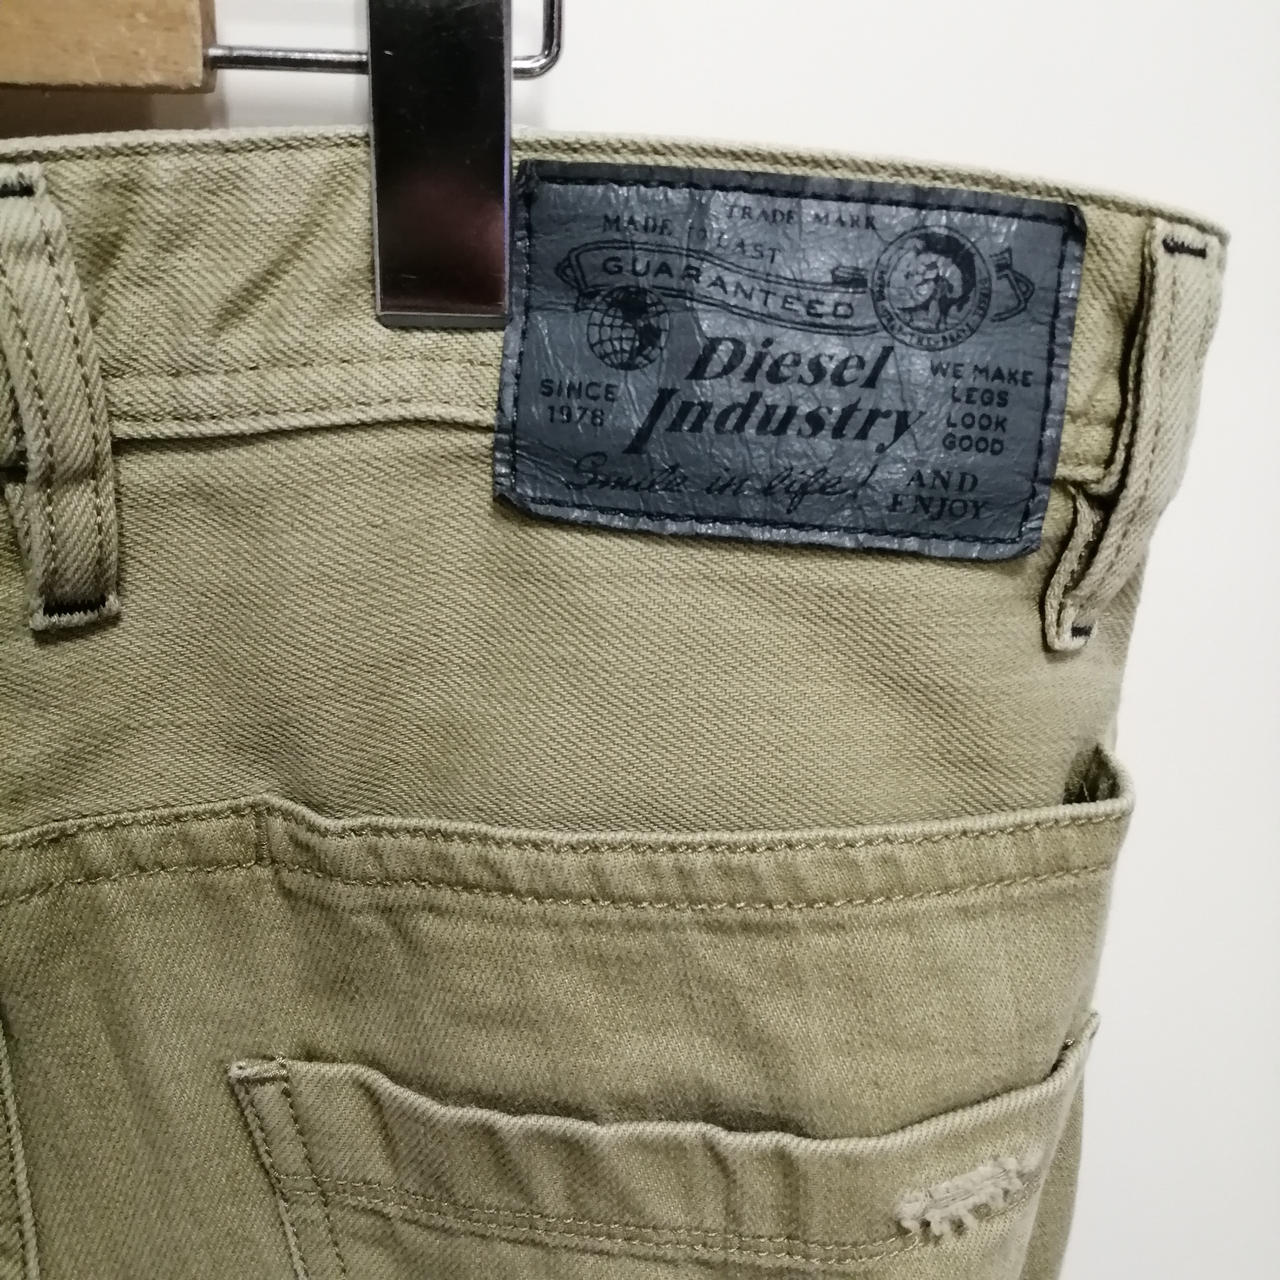 TRADE MARK
MADE TO LAST
GUARANTEED
Diesel
Industry
SINCE
1978
WE MAKE
LEGS
LOOK
GOOD
Smile in life!
AND
ENJOY